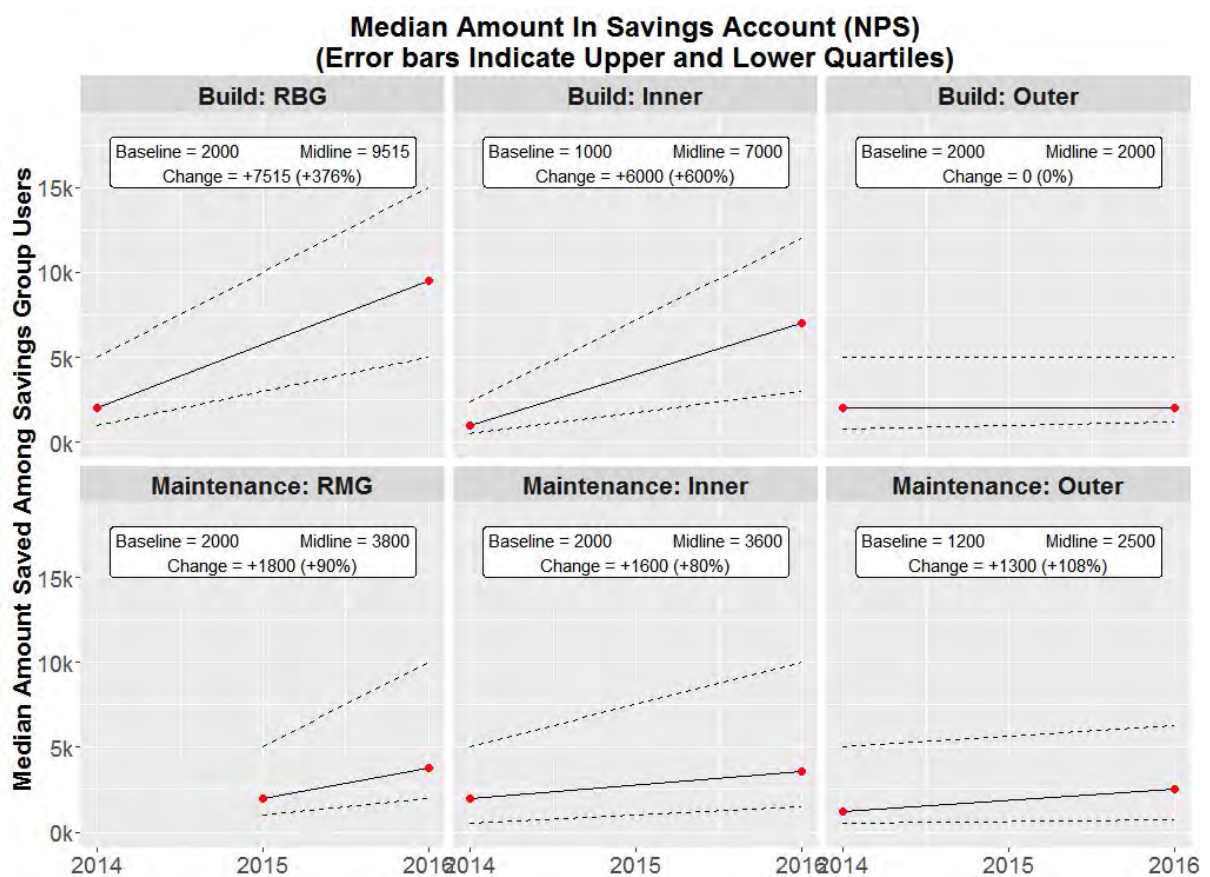 Median Amount In Savings Account (NPS)
(Error bars Indicate Upper and Lower Quartiles)
Median Amount Saved Among Savings Group Users
Build: RBG
Baseline = 2000 Midline = 9515
Change = +7515 (+376%)
Build: Inner
Baseline = 1000 Midline = 7000
Change = +6000 (+600%)
Build: Outer
Baseline = 2000 Midline = 2000
Change = 0 (0%)
15k
10k
5k
0k
Maintenance: RMG
Baseline = 2000 Midline = 3800
Change = +1800 (+90%)
Maintenance: Inner
Baseline = 2000 Midline = 3600
Change = +1600 (+80%)
Maintenance: Outer
Baseline = 1200 Midline = 2500
Change = +1300 (+108%)
15k
10k
5k
0k
2014 2015 2016 2014 2015 2016 2014 2015 2016